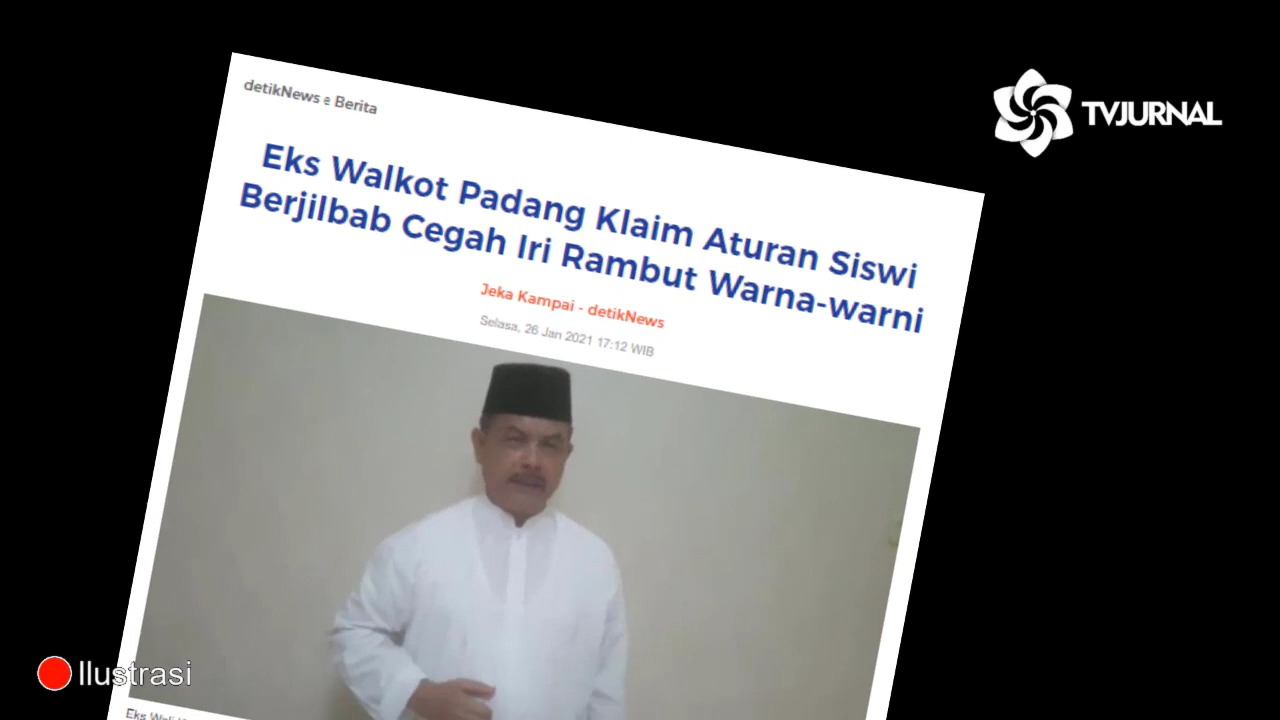 TVJURNAL
detikNews e Berita
Eks Walkot Padang Klaim Aturan Siswi
Berjilbab Cegah Iri Rambut Warna-warni
Jeka Kampai - detikNews
Selasa, 26 Jan 2021 17:12 WIB
Ilustrasi
Eks